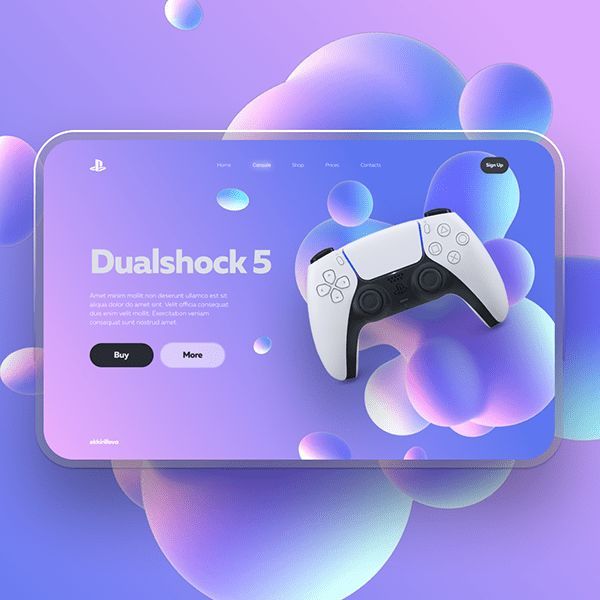 Home Console Shop Prices Contacts Sign Up
Dualshock 5
Amet minim mollit non deserunt ullamco est sit
aliqua dolor do amet sint. Velit officia consequat
duis enim velit mollit. Exercitation veniam
consequat sunt nostrud amet.
Buy More
akkirillova